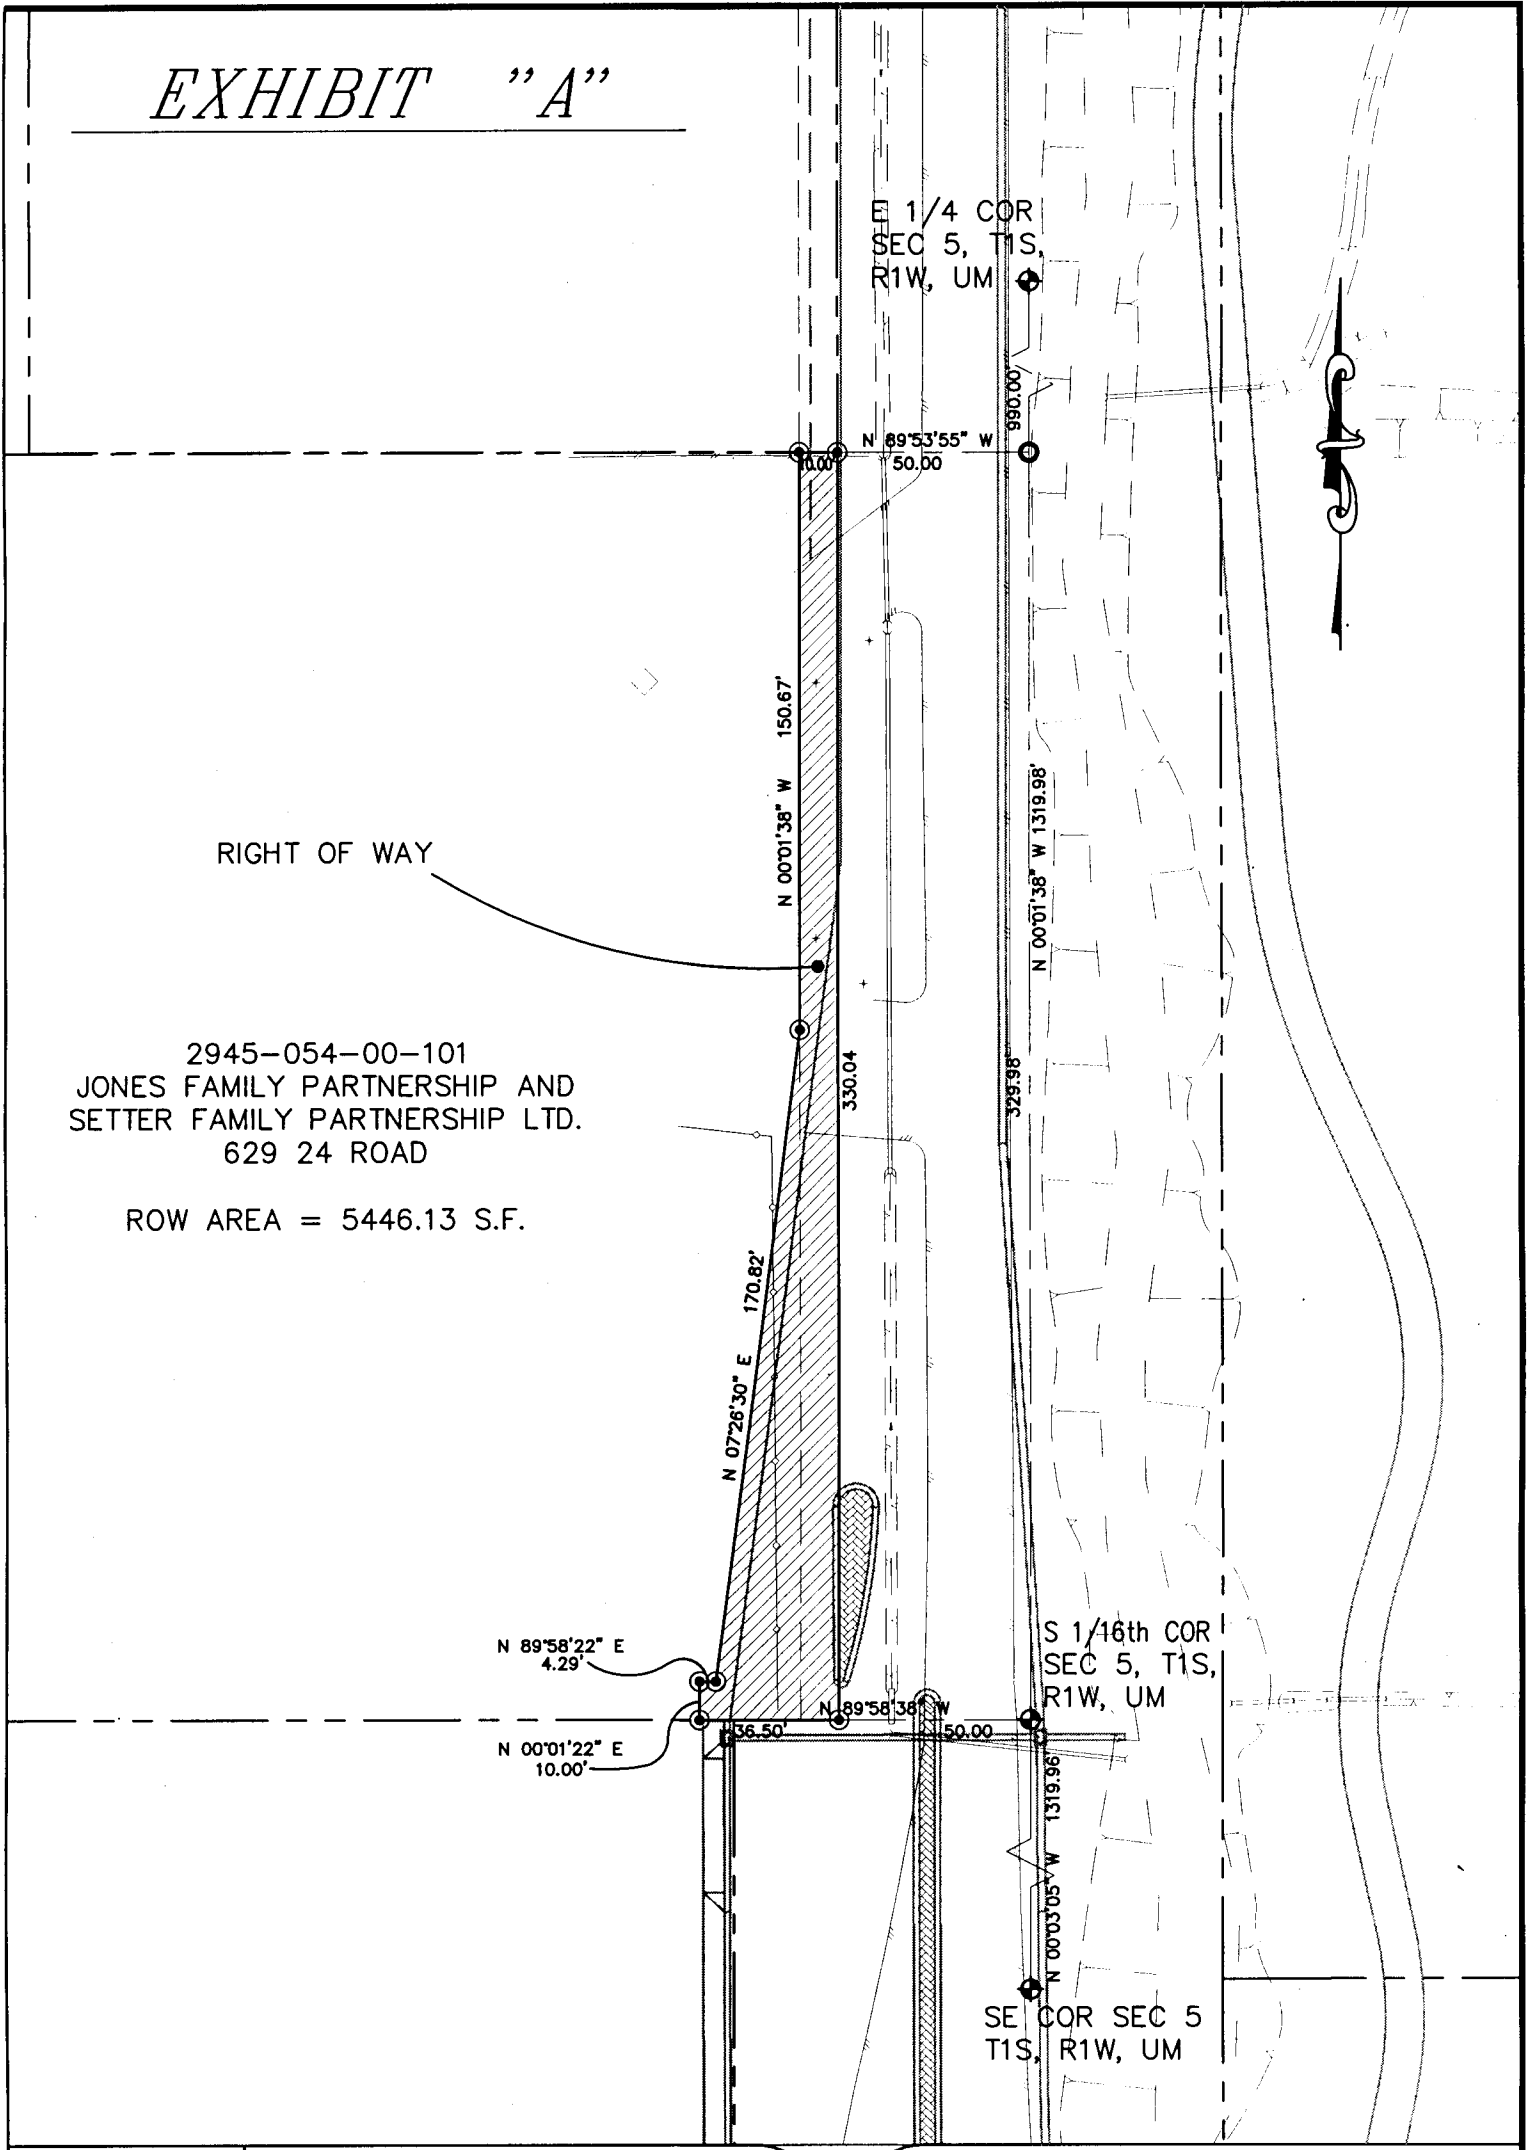 EXHIBIT "A"
E 1/4 COR
SEC 5, T1S,
R1W, UM
990.00'
N 89°53'55" W
10.00
50.00
N 00°01'38" W 150.67'
N 00°01'38" W 1319.98'
RIGHT OF WAY
2945-054-00-101
JONES FAMILY PARTNERSHIP AND
SETTER FAMILY PARTNERSHIP LTD.
629 24 ROAD
ROW AREA = 5446.13 S.F.
330.04
329.98'
N 07°26'30" E 170.82'
N 89°58'22" E
4.29'
S 1/16th COR
SEC 5, T1S,
R1W, UM
N 89°58'38" W
36.50'
50.00
N 00°01'22" E
10.00'
N 00°03'05" W 1319.96'
SE COR SEC 5
T1S, R1W, UM